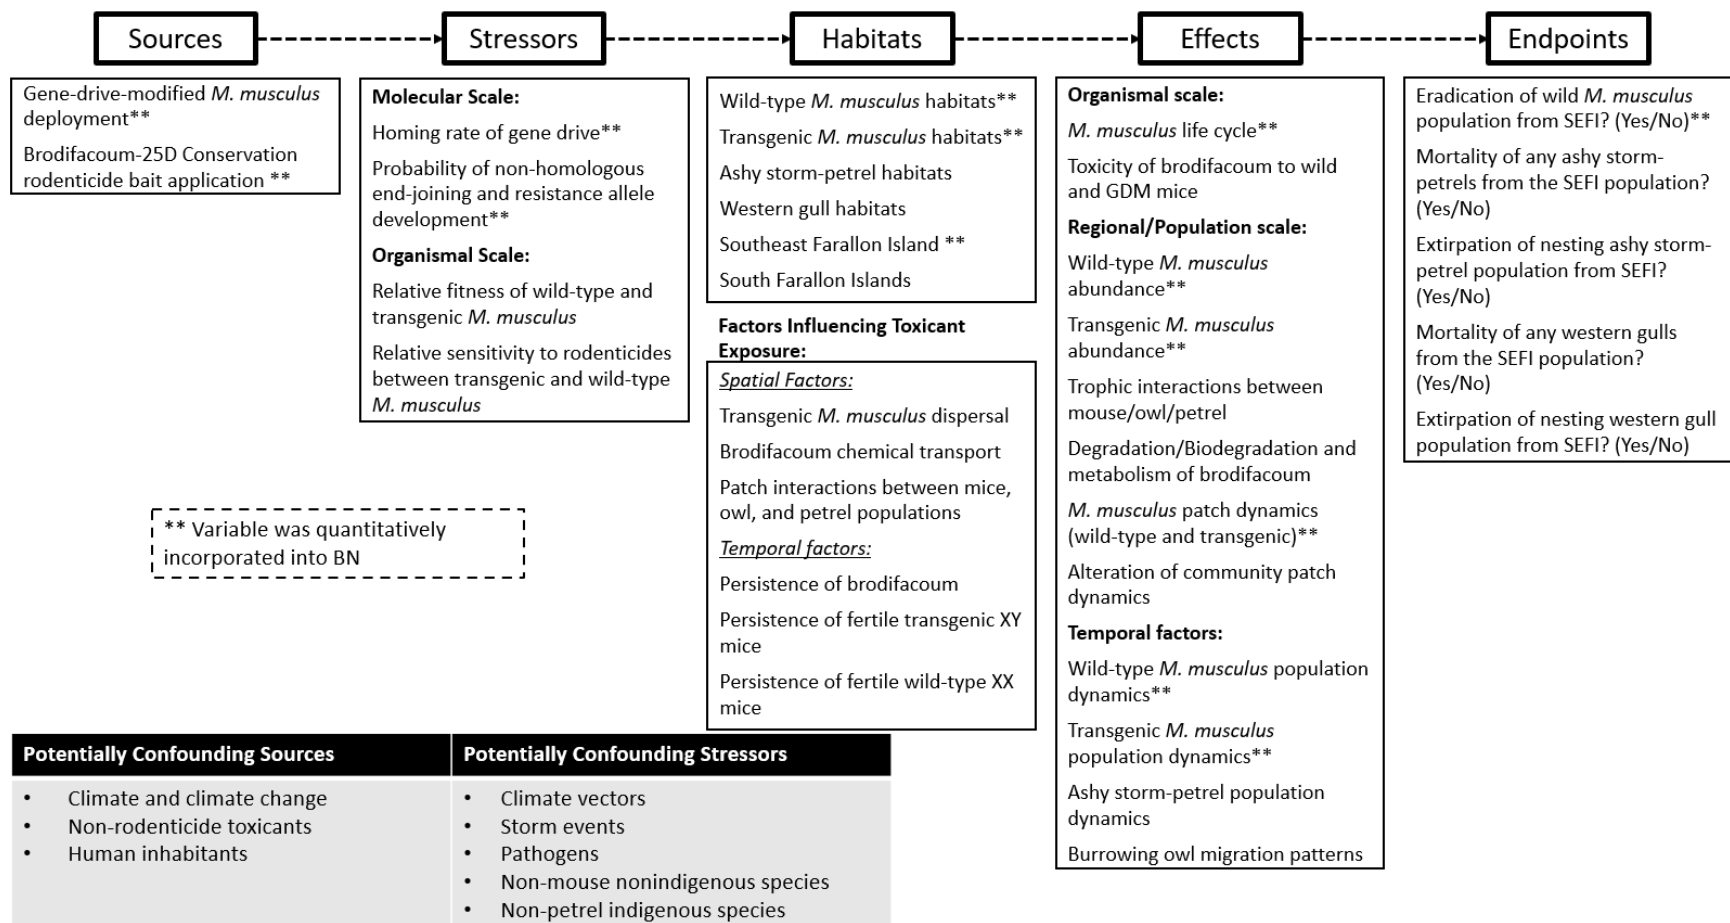 Sources
Stressors
Habitats
Effects
Endpoints
Gene-drive-modified M. musculus
deployment**
Brodifacoum-25D Conservation
rodenticide bait application **
Molecular Scale:
Homing rate of gene drive**
Probability of non-homologous
end-joining and resistance allele
development**
Organismal Scale:
Relative fitness of wild-type and
transgenic M. musculus
Relative sensitivity to rodenticides
between transgenic and wild-type
M. musculus
Wild-type M. musculus habitats**
Transgenic M. musculus habitats**
Ashy storm-petrel habitats
Western gull habitats
Southeast Farallon Island **
South Farallon Islands
Factors Influencing Toxicant
Exposure:
Spatial Factors:
Transgenic M. musculus dispersal
Brodifacoum chemical transport
Patch interactions between mice,
owl, and petrel populations
Temporal factors:
Persistence of brodifacoum
Persistence of fertile transgenic XY
mice
Persistence of fertile wild-type XX
mice
Organismal scale:
M. musculus life cycle**
Toxicity of brodifacoum to wild
and GDM mice
Regional/Population scale:
Wild-type M. musculus
abundance**
Transgenic M. musculus
abundance**
Trophic interactions between
mouse/owl/petrel
Degradation/Biodegradation and
metabolism of brodifacoum
M. musculus patch dynamics
(wild-type and transgenic)**
Alteration of community patch
dynamics
Temporal factors:
Wild-type M. musculus population
dynamics**
Transgenic M. musculus
population dynamics**
Ashy storm-petrel population
dynamics
Burrowing owl migration patterns
Eradication of wild M. musculus
population from SEFI? (Yes/No)**
Mortality of any ashy storm-
petrels from the SEFI population?
(Yes/No)
Extirpation of nesting ashy storm-
petrel population from SEFI?
(Yes/No)
Mortality of any western gulls
from the SEFI population?
(Yes/No)
Extirpation of nesting western gull
population from SEFI? (Yes/No)
** Variable was quantitatively
incorporated into BN
Potentially Confounding Sources
• Climate and climate change
• Non-rodenticide toxicants
• Human inhabitants
Potentially Confounding Stressors
• Climate vectors
• Storm events
• Pathogens
• Non-mouse nonindigenous species
• Non-petrel indigenous species